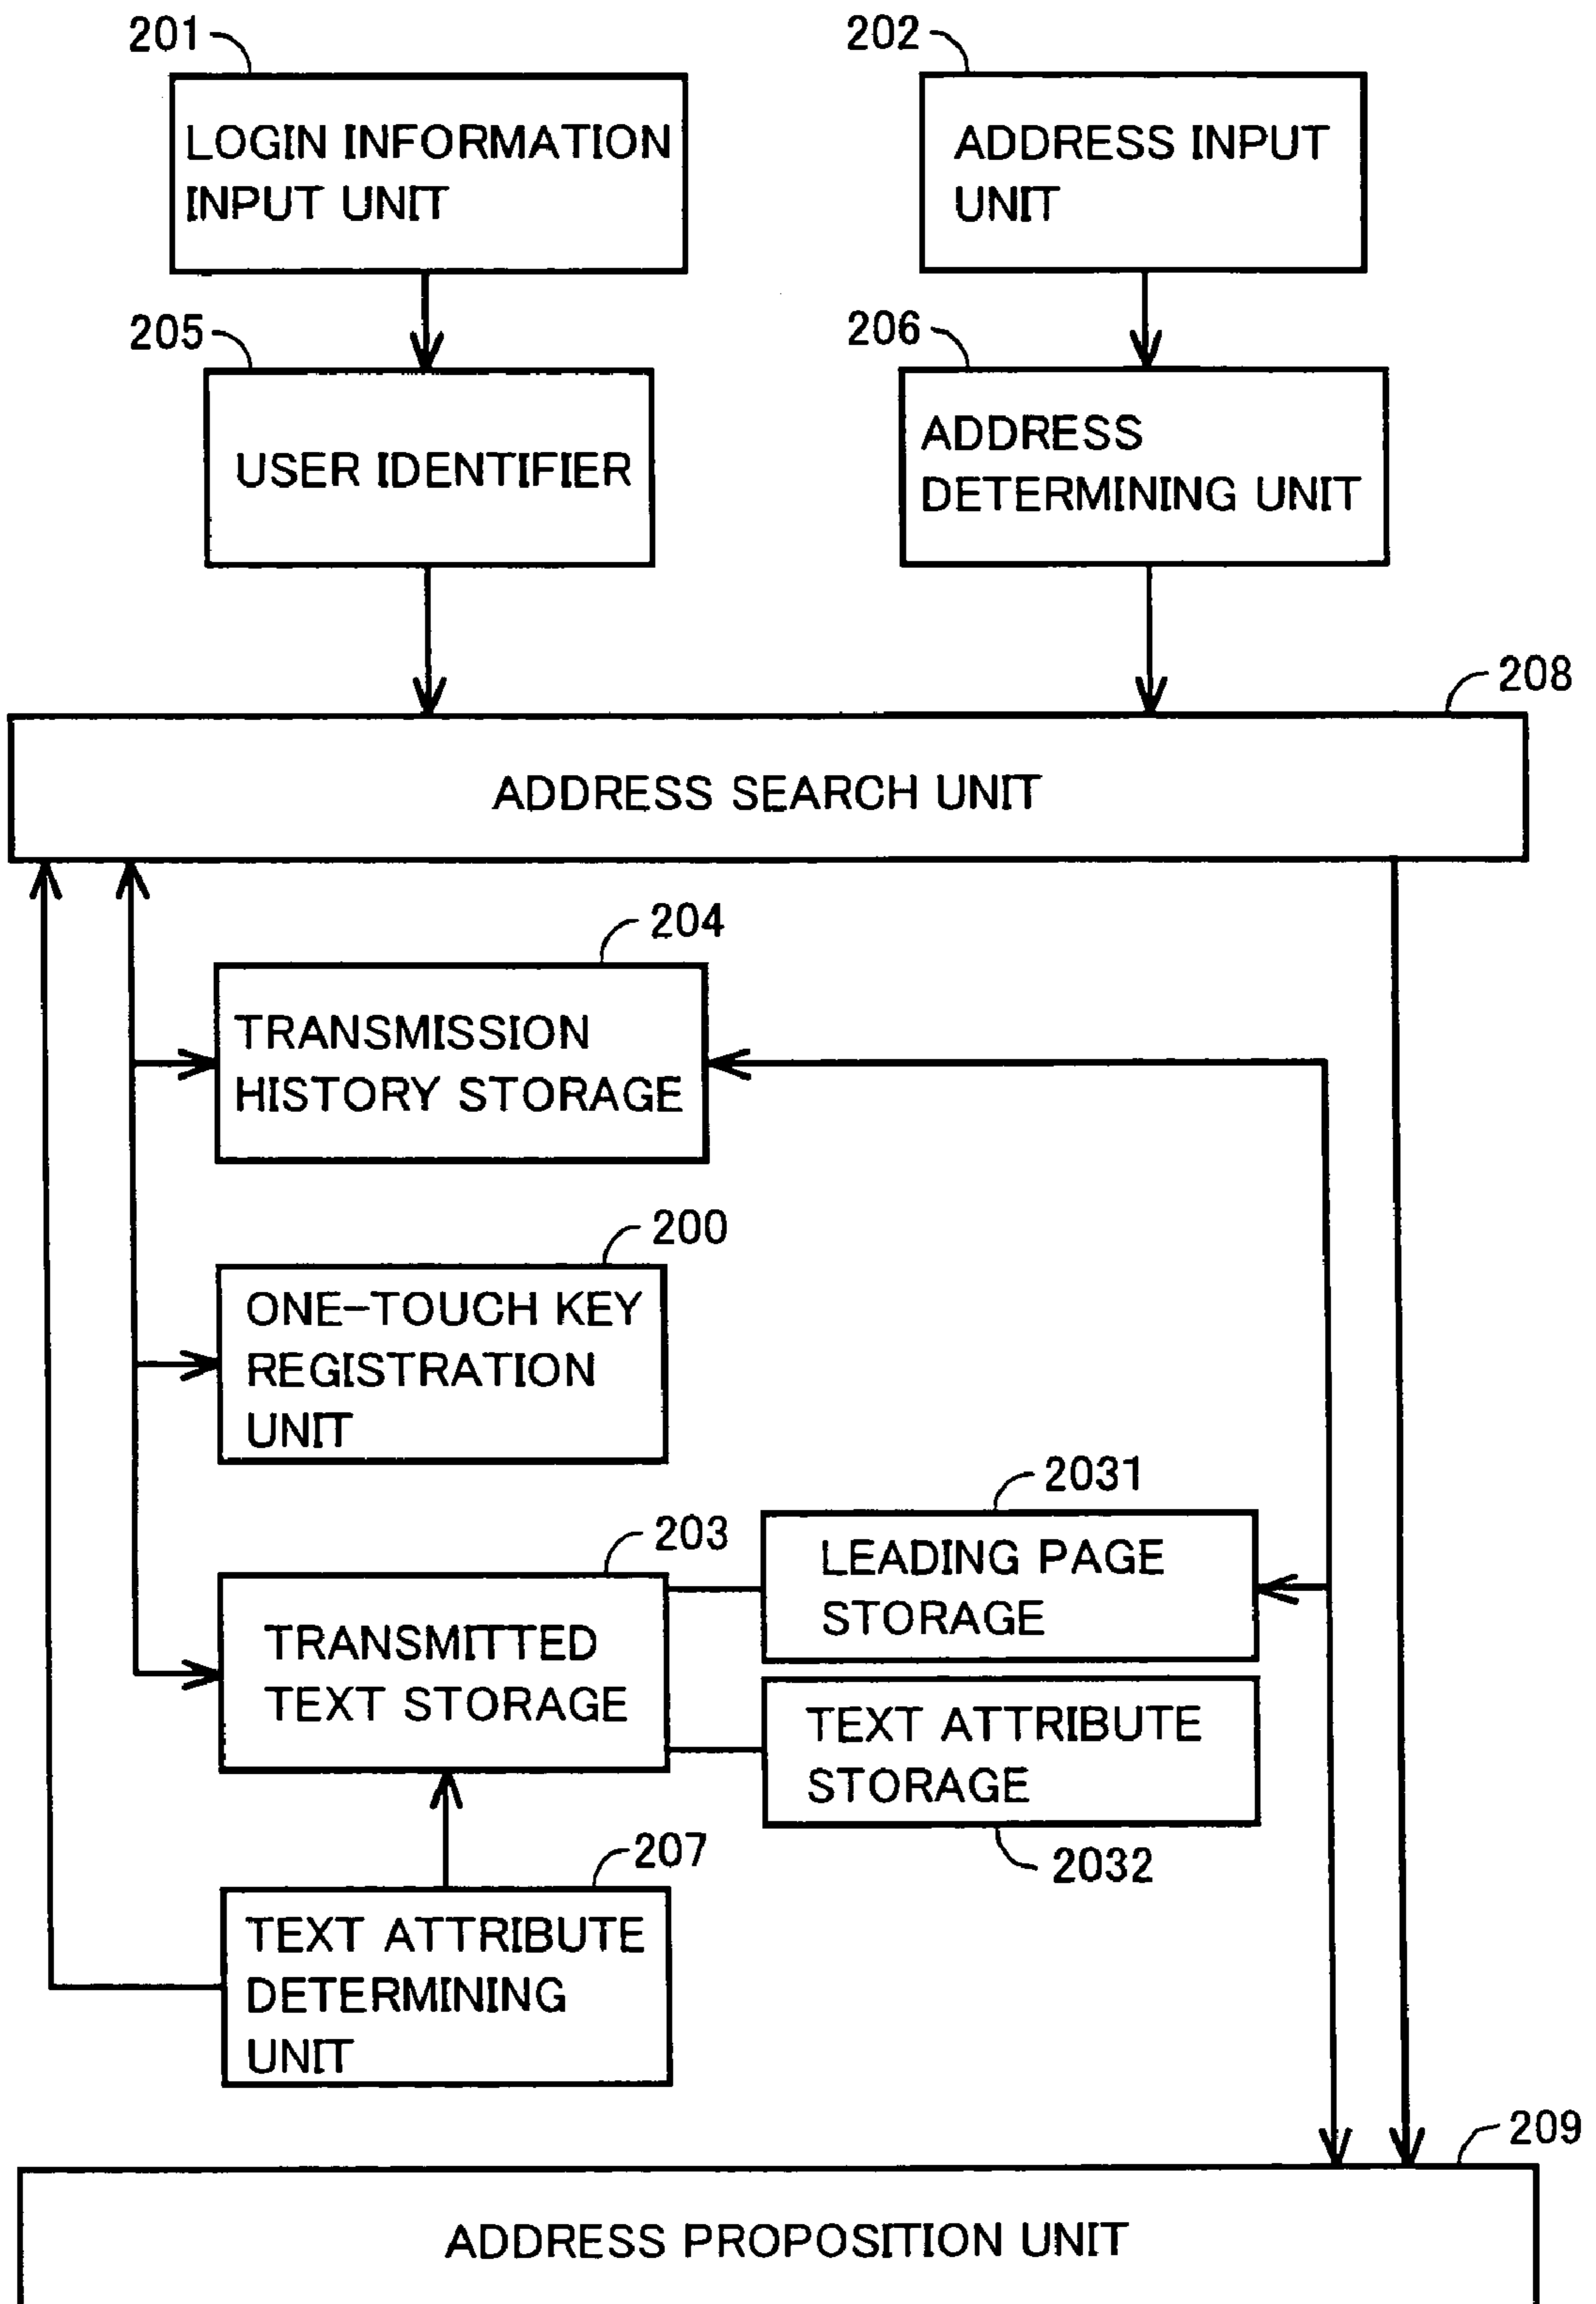 201
202
LOGIN INFORMATION
INPUT UNIT
ADDRESS INPUT
UNIT
205
206
USER IDENTIFIER
ADDRESS
DETERMINING UNIT
208
ADDRESS SEARCH UNIT
204
TRANSMISSION
HISTORY STORAGE
200
ONE-TOUCH KEY
REGISTRATION
UNIT
2031
LEADING PAGE
STORAGE
203
TRANSMITTED
TEXT STORAGE
TEXT ATTRIBUTE
STORAGE
2032
207
TEXT ATTRIBUTE
DETERMINING
UNIT
209
ADDRESS PROPOSITION UNIT